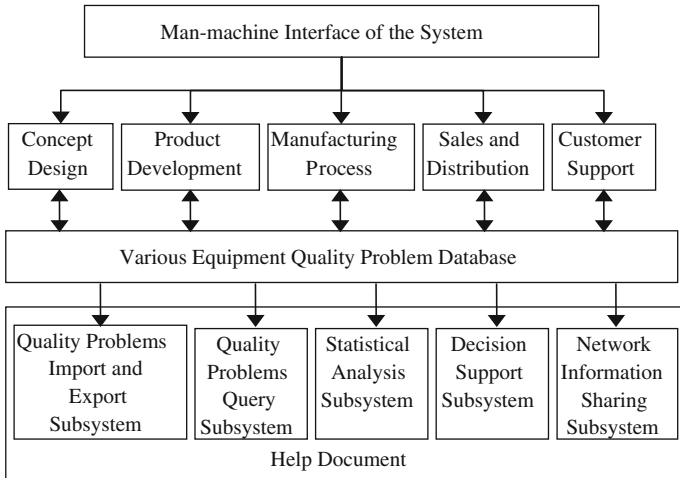 Man-machine Interface of the System
Concept
Design
Product
Development
Manufacturing
Process
Sales and
Distribution
Customer
Support
Various Equipment Quality Problem Database
Quality Problems
Import and
Export
Subsystem
Quality
Problems
Query
Subsystem
Statistical
Analysis
Subsystem
Decision
Support
Subsystem
Network
Information
Sharing
Subsystem
Help Document